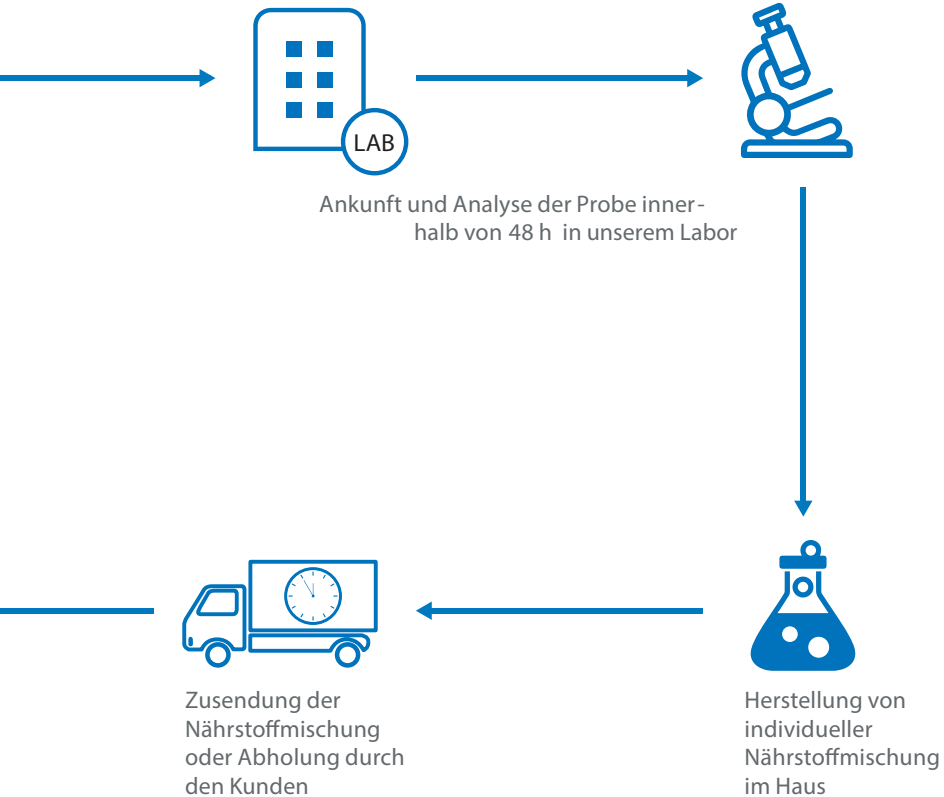 LAB
Ankunft und Analyse der Probe inner-
halb von 48 h in unserem Labor
Zusendung der
Nährstoffmischung
oder Abholung durch
den Kunden
Herstellung von
individueller
Nährstoffmischung
im Haus